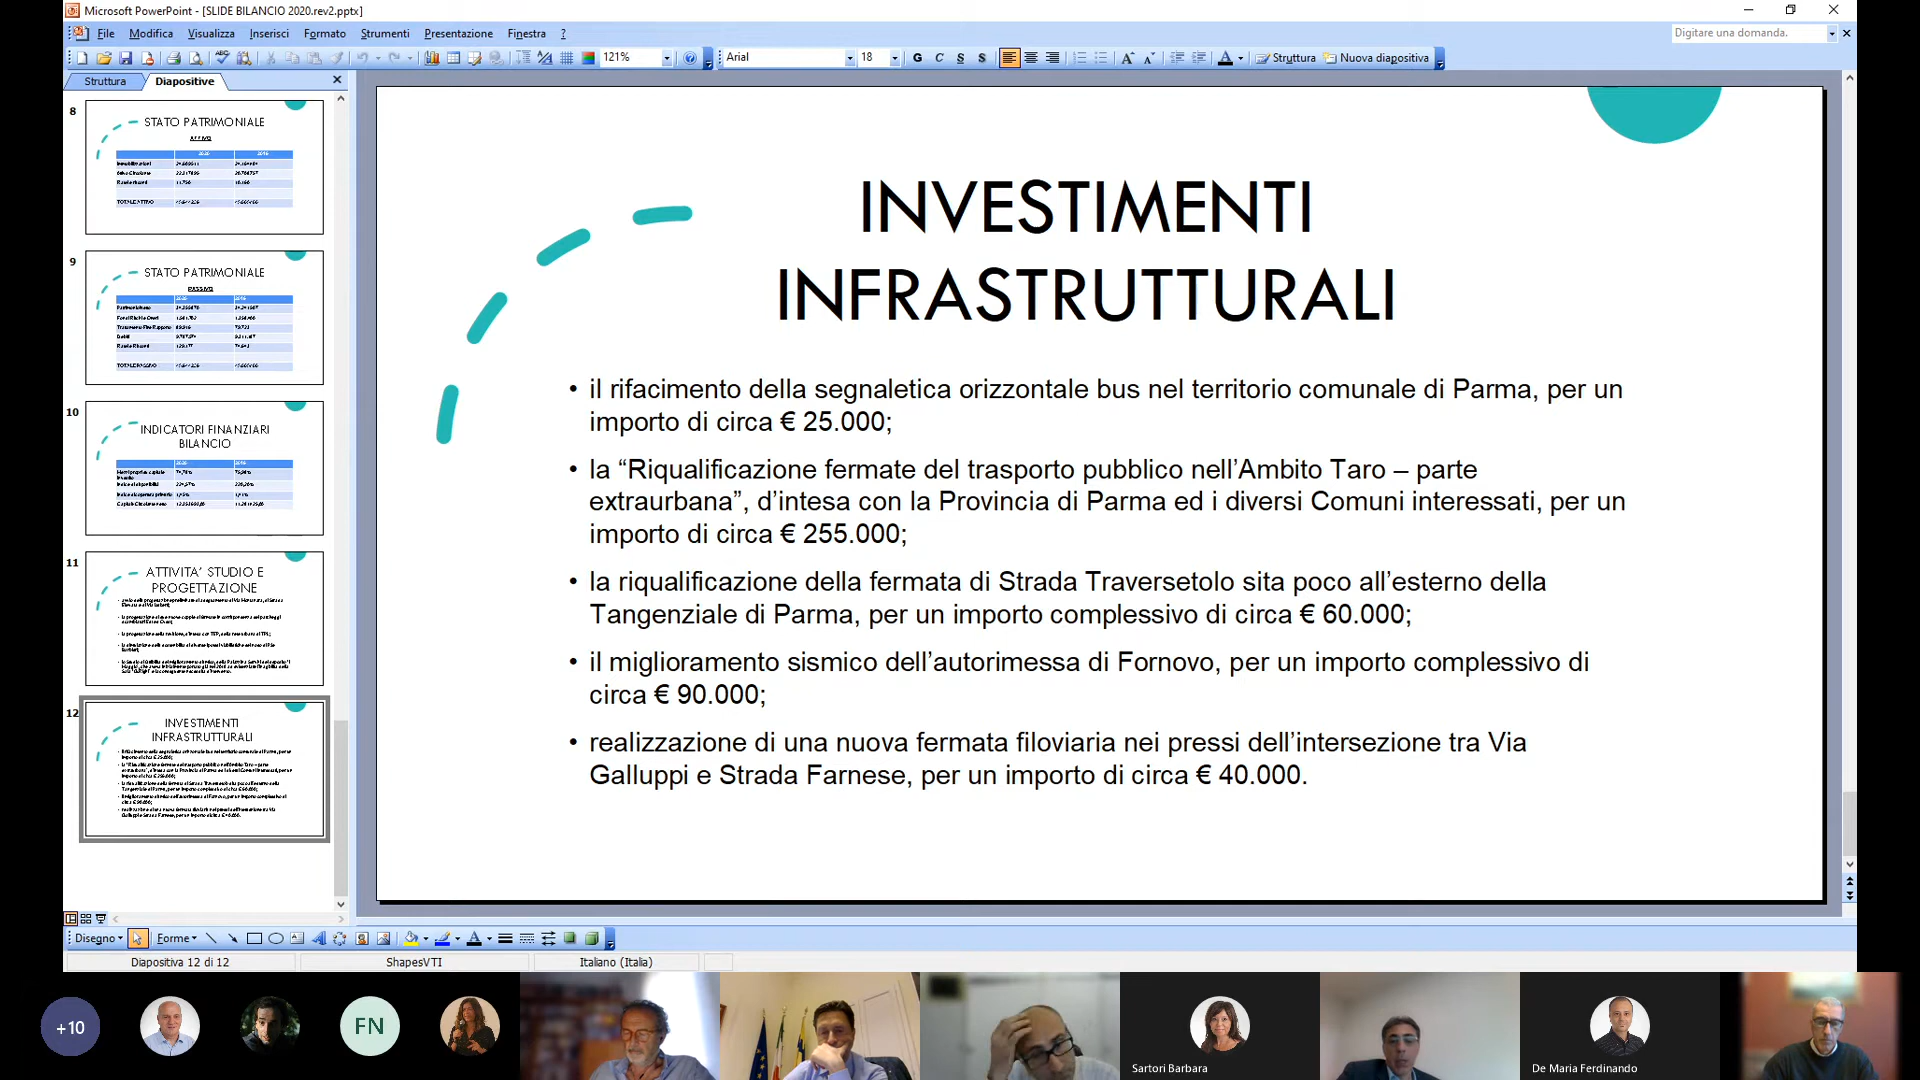 Microsoft PowerPoint - [SLIDE BILANCIO 2020.rev2.pptx]
File Modifica Visualizza Inserisci Formato Strumenti Presentazione Finestra ?
Digitare una domanda.
121%
Arial
18
G C S S
Struttura
Nuova diapositiva
Struttura
Diapositive
8
STATO PATRIMONIALE
ATTIVO
9
STATO PATRIMONIALE
PASSIVO
10
INDICATORI FINANZIARI
BILANCIO
11
ATTIVITA’ STUDIO E
PROGETTAZIONE
12
INVESTIMENTI
INFRASTRUTTURALI
INVESTIMENTI
INFRASTRUTTURALI
• il rifacimento della segnaletica orizzontale bus nel territorio comunale di Parma, per un
importo di circa € 25.000;
• la “Riqualificazione fermate del trasporto pubblico nell’Ambito Taro – parte
extraurbana”, d’intesa con la Provincia di Parma ed i diversi Comuni interessati, per un
importo di circa € 255.000;
• la riqualificazione della fermata di Strada Traversetolo sita poco all’esterno della
Tangenziale di Parma, per un importo complessivo di circa € 60.000;
• il miglioramento sismico dell’autorimessa di Fornovo, per un importo complessivo di
circa € 90.000;
• realizzazione di una nuova fermata filoviaria nei pressi dell’intersezione tra Via
Galluppi e Strada Farnese, per un importo di circa € 40.000.
Disegno
Forme
Diapositiva 12 di 12
ShapesVTI
Italiano (Italia)
+10
FN
Sartori Barbara
De Maria Ferdinando